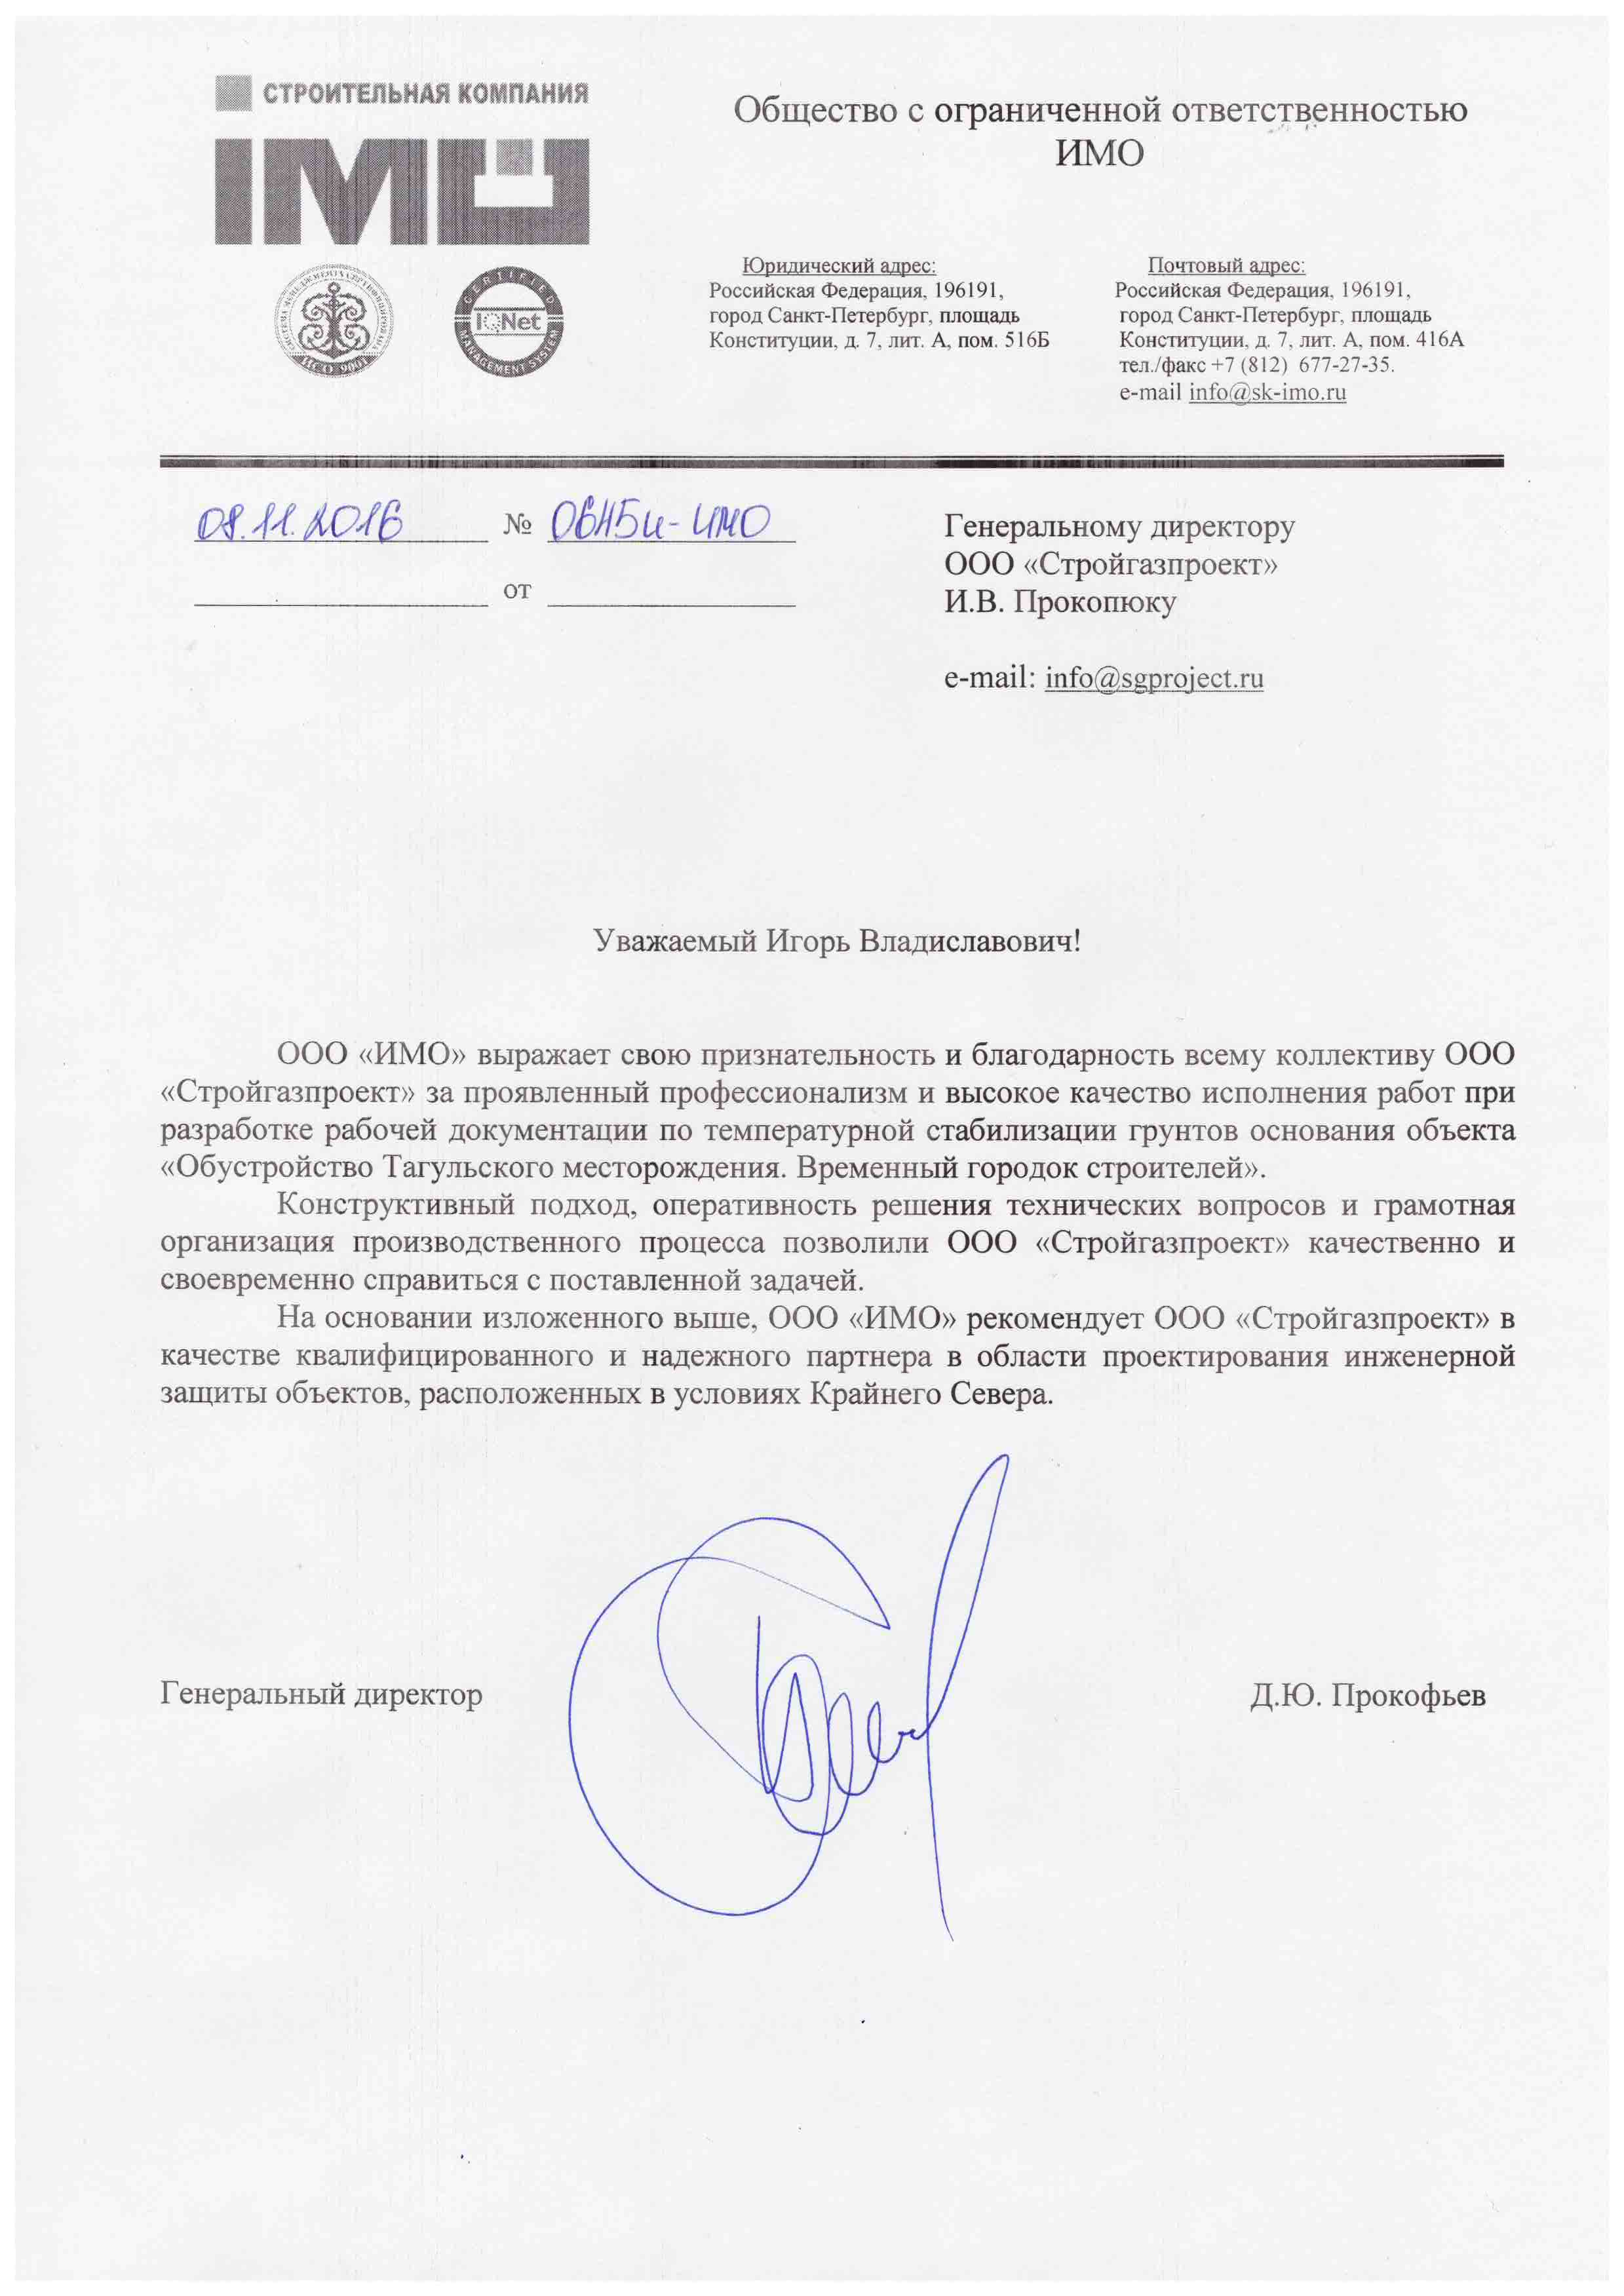 СТРОИТЕЛЬНАЯ КОМПАНИЯ
IMO
CERTIFIED
IQNet
MANAGEMENT SYSTEM
ИСО 9001
Общество с ограниченной ответственностью
ИМО
Юридический адрес:
Российская Федерация, 196191,
город Санкт-Петербург, площадь
Конституции, д. 7, лит. А, пом. 516Б
Почтовый адрес:
Российская Федерация, 196191,
город Санкт-Петербург, площадь
Конституции, д. 7, лит. А, пом. 416А
тел./факс +7 (812) 677-27-35.
e-mail info@sk-imo.ru
08.11.2016 №
от
Генеральному директору
ООО «Стройгазпроект»
И.В. Прокопюку
e-mail: info@sgproject.ru
Уважаемый Игорь Владиславович!
ООО «ИМО» выражает свою признательность и благодарность всему коллективу ООО
«Стройгазпроект» за проявленный профессионализм и высокое качество исполнения работ при
разработке рабочей документации по температурной стабилизации грунтов основания объекта
«Обустройство Тагульского месторождения. Временный городок строителей».
Конструктивный подход, оперативность решения технических вопросов и грамотная
организация производственного процесса позволили ООО «Стройгазпроект» качественно и
своевременно справиться с поставленной задачей.
На основании изложенного выше, ООО «ИМО» рекомендует ООО «Стройгазпроект» в
качестве квалифицированного и надежного партнера в области проектирования инженерной
защиты объектов, расположенных в условиях Крайнего Севера.
Генеральный директор
Д.Ю. Прокофьев